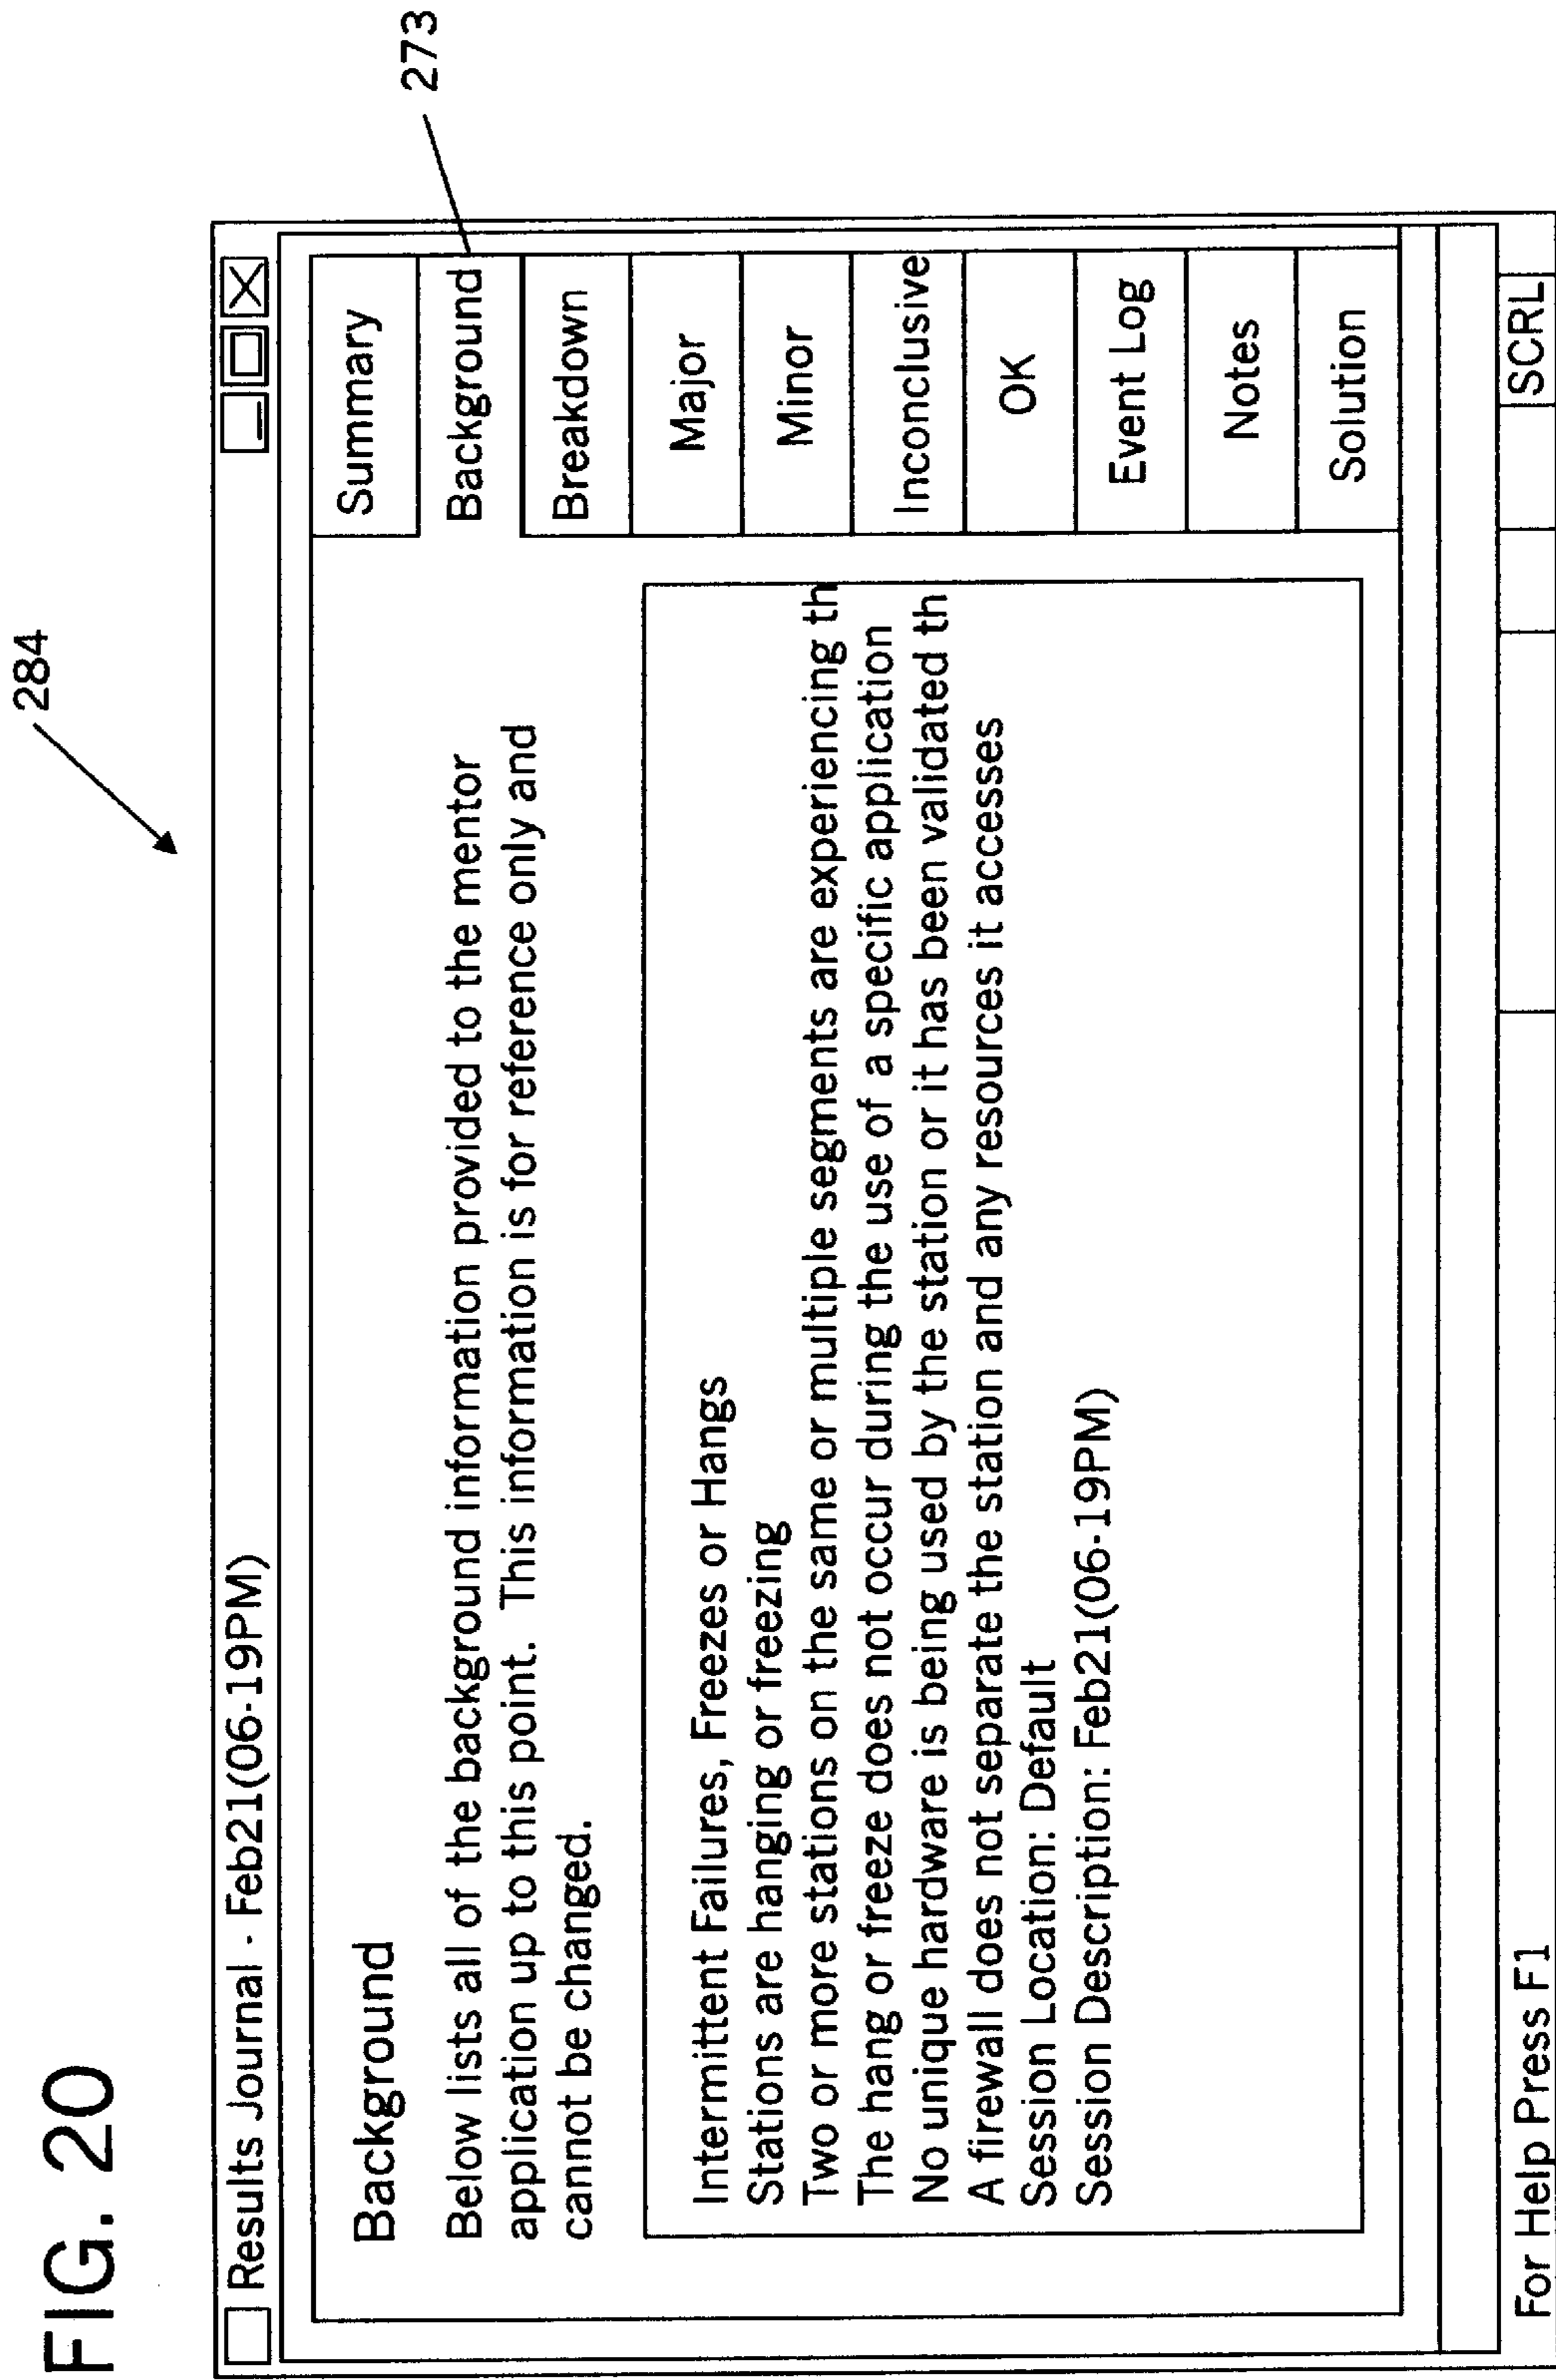 FIG. 20
284
273
Results Journal - Feb21(06-19PM)
Background
Below lists all of the background information provided to the mentor
application up to this point. This information is for reference only and
cannot be changed.
Intermittent Failures, Freezes or Hangs
Stations are hanging or freezing
Two or more stations on the same or multiple segments are experiencing th
The hang or freeze does not occur during the use of a specific application
No unique hardware is being used by the station or it has been validated th
A firewall does not separate the station and any resources it accesses
Session Location: Default
Session Description: Feb21(06-19PM)
Summary
Background
Breakdown
Major
Minor
Inconclusive
OK
Event Log
Notes
Solution
For Help Press F1
SCRL